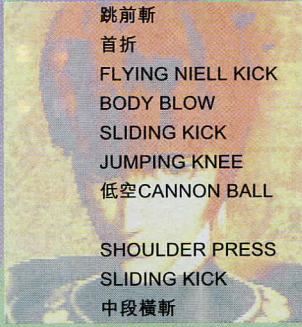 跳前斬
首折
FLYING NIELL KICK
BODY BLOW
SLIDING KICK
JUMPING KNEE
低空CANNON BALL
SHOULDER PRESS
SLIDING KICK
中段橫斬